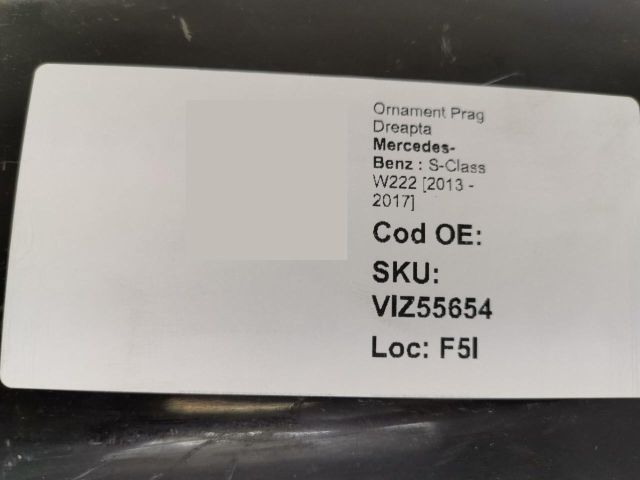 Ornament Prag
Dreapta
Mercedes-
Benz : S-Class
W222 [2013 -
2017]
Cod OE:
SKU:
VIZ55654
Loc: F5I